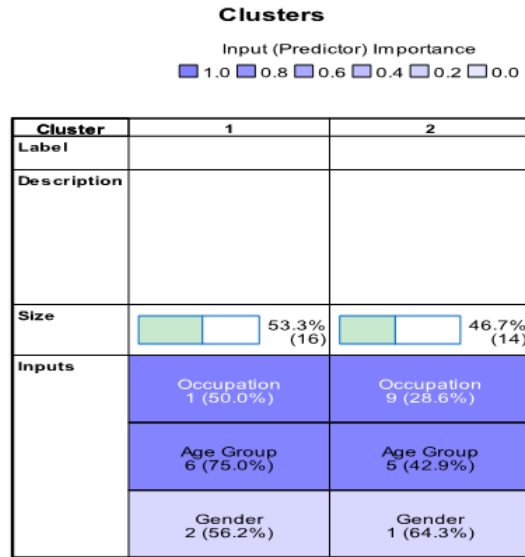 Clusters
Input (Predictor) Importance
1.0 0.8 0.6 0.4 0.2 0.0
Cluster 1 2
Label
Description
Size 53.3% 46.7%
(16) (14)
Inputs
Occupation Occupation
1 (50.0%) 9 (28.6%)
Age Group Age Group
6 (75.0%) 5 (42.9%)
Gender Gender
2 (56.2%) 1 (64.3%)